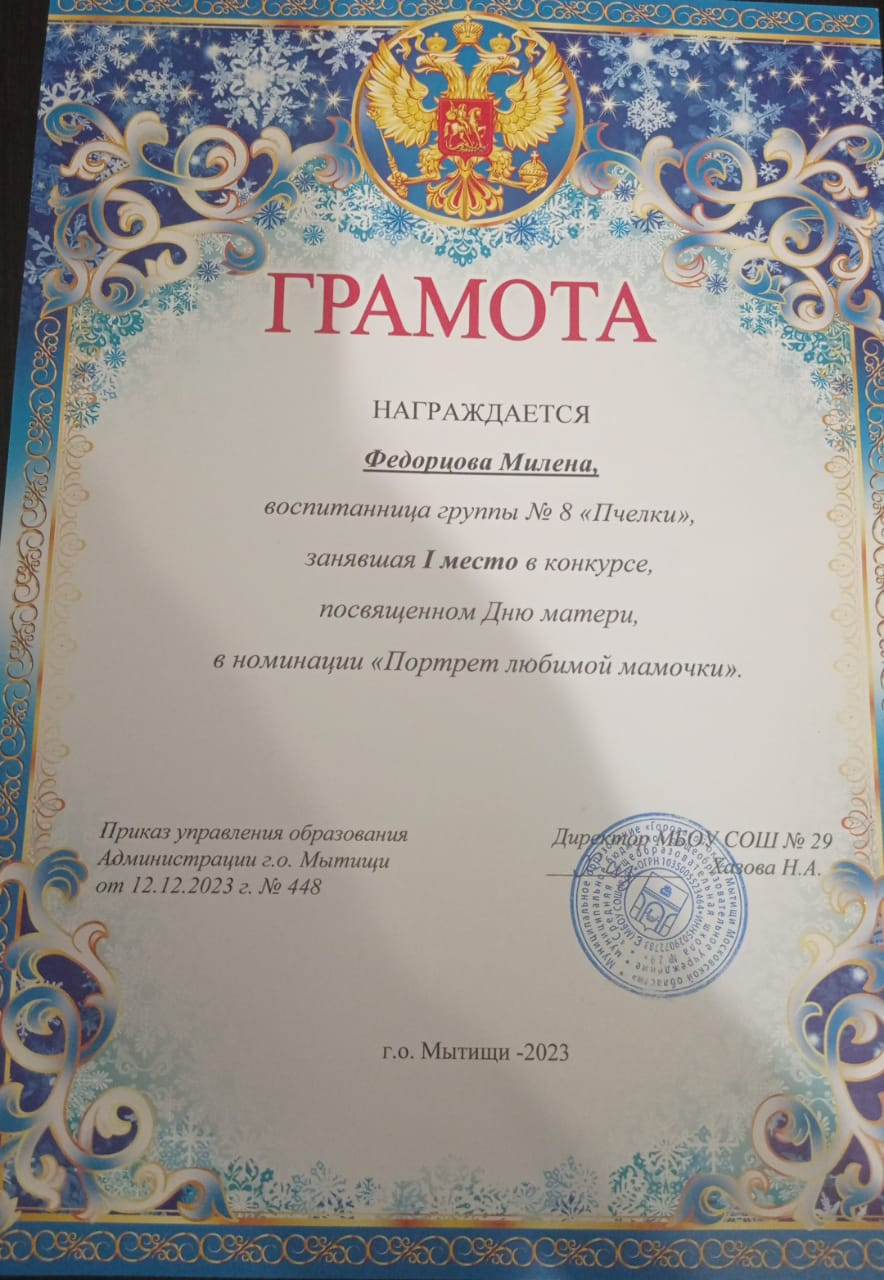 ГРАМОТА
НАГРАЖДАЕТСЯ
Федорцова Милена,
воспитанница группы № 8 «Пчелки»,
занявшая I место в конкурсе,
посвященном Дню матери,
в номинации «Портрет любимой мамочки».
Приказ управления образования
Администрации г.о. Мытищи
от 12.12.2023 г. № 448
Директор МБОУ СОШ № 29
Хазова Н.А.
г.о. Мытищи -2023